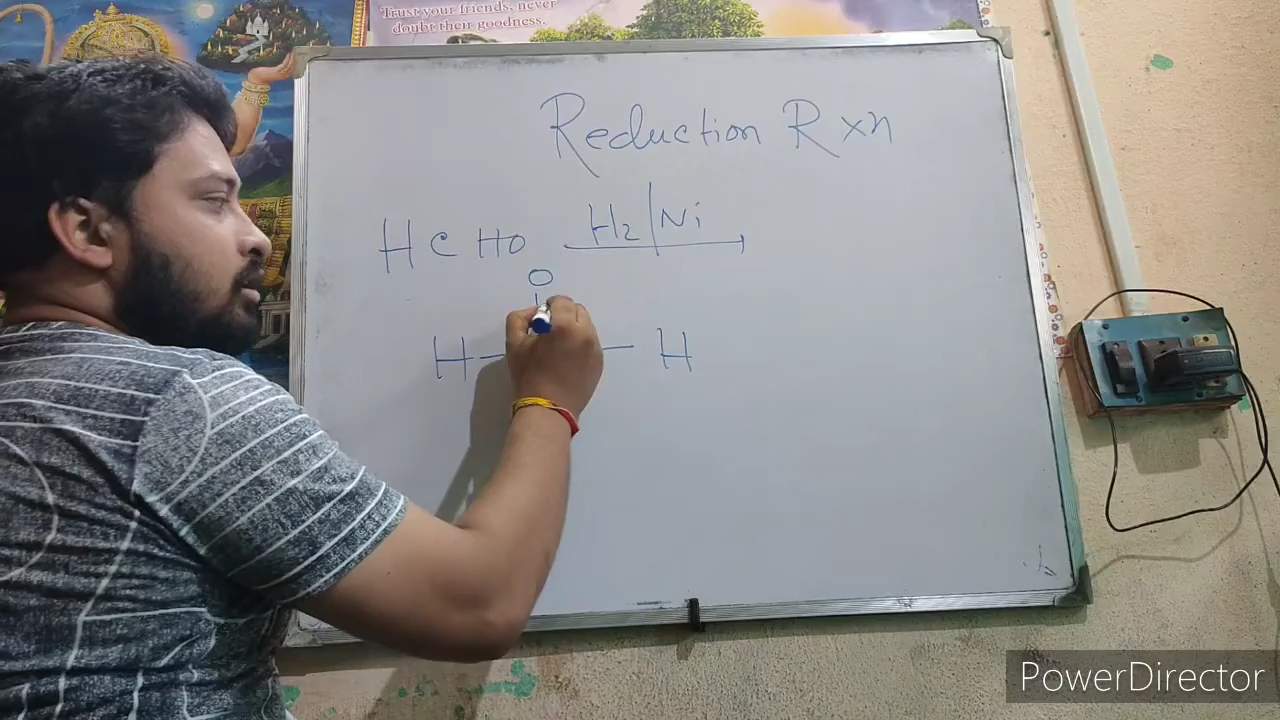 Trust your friends, never
doubt their goodness.
Reduction Rxn
HCHO H2/Ni →
O
H — — H
PowerDirector